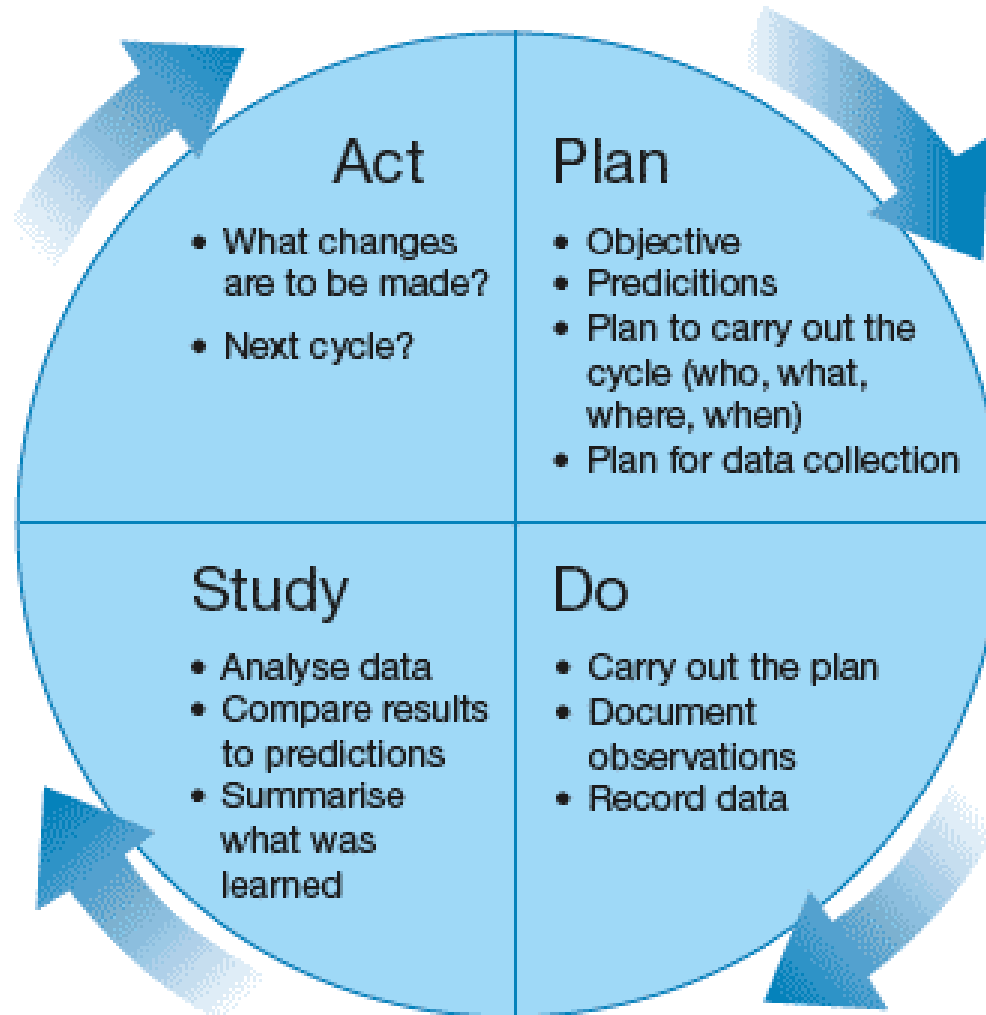 Act
• What changes
are to be made?
• Next cycle?
Plan
• Objective
• Predicitions
• Plan to carry out the
cycle (who, what,
where, when)
• Plan for data collection
Study
• Analyse data
• Compare results
to predictions
• Summarise
what was
learned
Do
• Carry out the plan
• Document
observations
• Record data